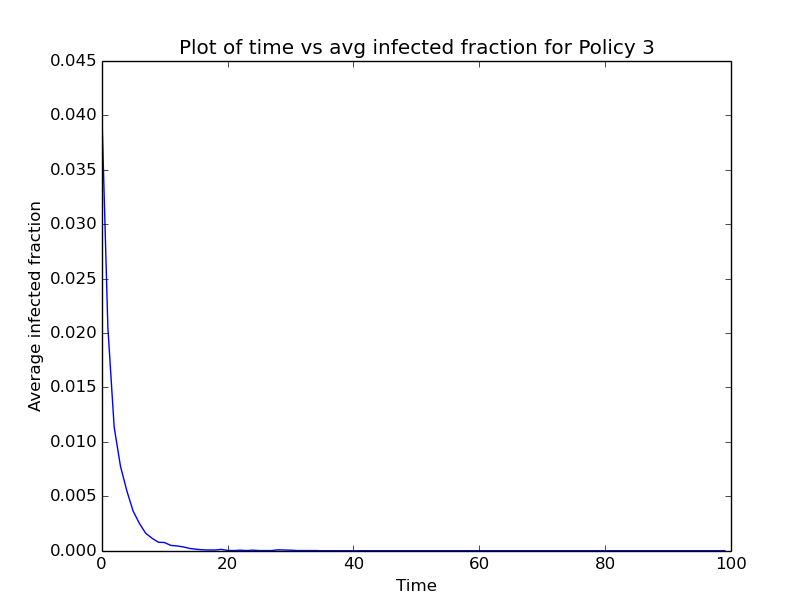 Plot of time vs avg infected fraction for Policy 3
0.045
0.040
0.035
0.030
0.025
0.020
0.015
0.010
0.005
0.000
Average infected fraction
0 20 40 60 80 100
Time